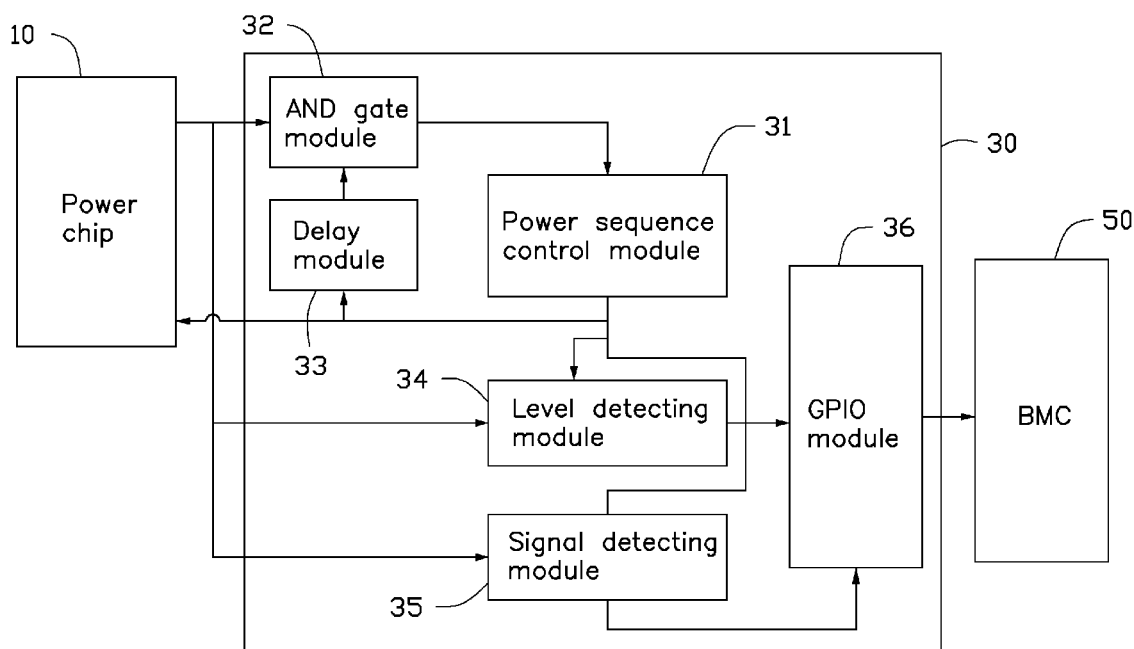 10
32
AND gate
module
31
30
Power
chip
Delay
module
Power sequence
control module
36
50
33
34
Level detecting
module
GPIO
module
BMC
Signal detecting
module
35